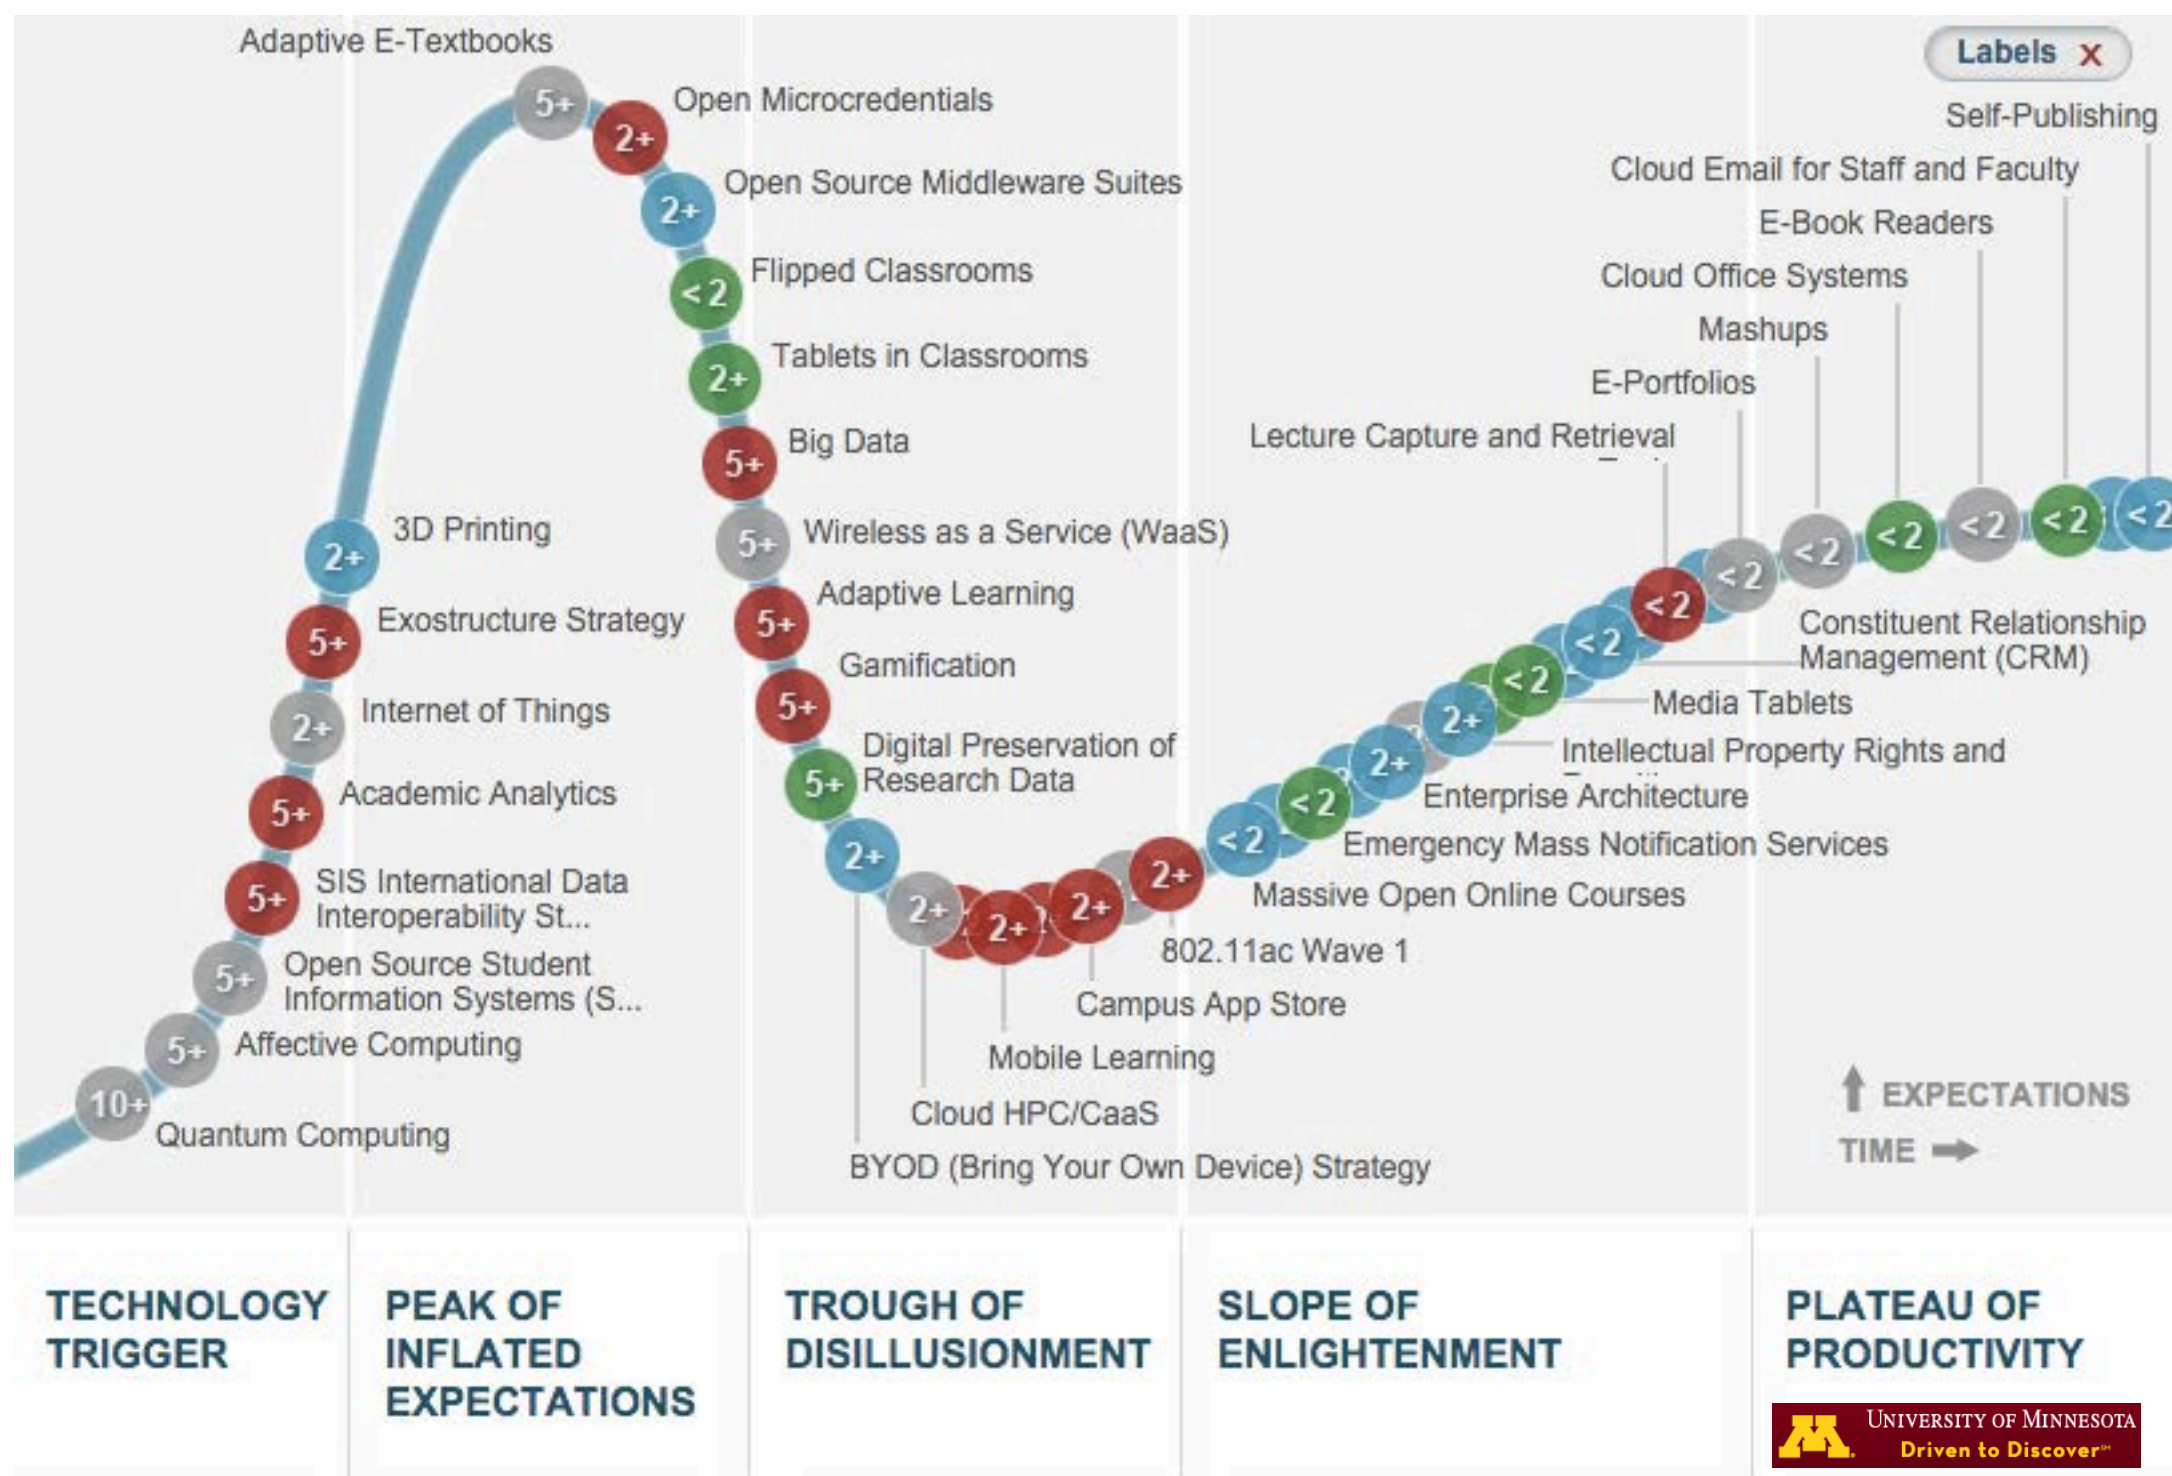 Adaptive E-Textbooks
Labels X
5+
2+
Open Microcredentials
Self-Publishing
Cloud Email for Staff and Faculty
2+
Open Source Middleware Suites
E-Book Readers
<2
Flipped Classrooms
Cloud Office Systems
Mashups
2+
Tablets in Classrooms
E-Portfolios
5+
Big Data
Lecture Capture and Retrieval
2+
3D Printing
5+
Wireless as a Service (WaaS)
<2
<2
<2
<2
<2
<2
<2
5+
Exostructure Strategy
5+
Adaptive Learning
<2
Constituent Relationship
Management (CRM)
2+
Internet of Things
5+
Gamification
<2
Media Tablets
2+
Intellectual Property Rights and
5+
Academic Analytics
5+
Digital Preservation of
Research Data
2+
Enterprise Architecture
<2
Emergency Mass Notification Services
<2
Massive Open Online Courses
5+
SIS International Data
Interoperability St...
2+
2+
2+
2+
2+
802.11ac Wave 1
Campus App Store
Mobile Learning
Cloud HPC/CaaS
BYOD (Bring Your Own Device) Strategy
5+
Open Source Student
Information Systems (S...
5+
Affective Computing
10+
Quantum Computing
EXPECTATIONS
TIME
TECHNOLOGY
TRIGGER
PEAK OF
INFLATED
EXPECTATIONS
TROUGH OF
DISILLUSIONMENT
SLOPE OF
ENLIGHTENMENT
PLATEAU OF
PRODUCTIVITY
M
UNIVERSITY OF MINNESOTA
Driven to Discover℠